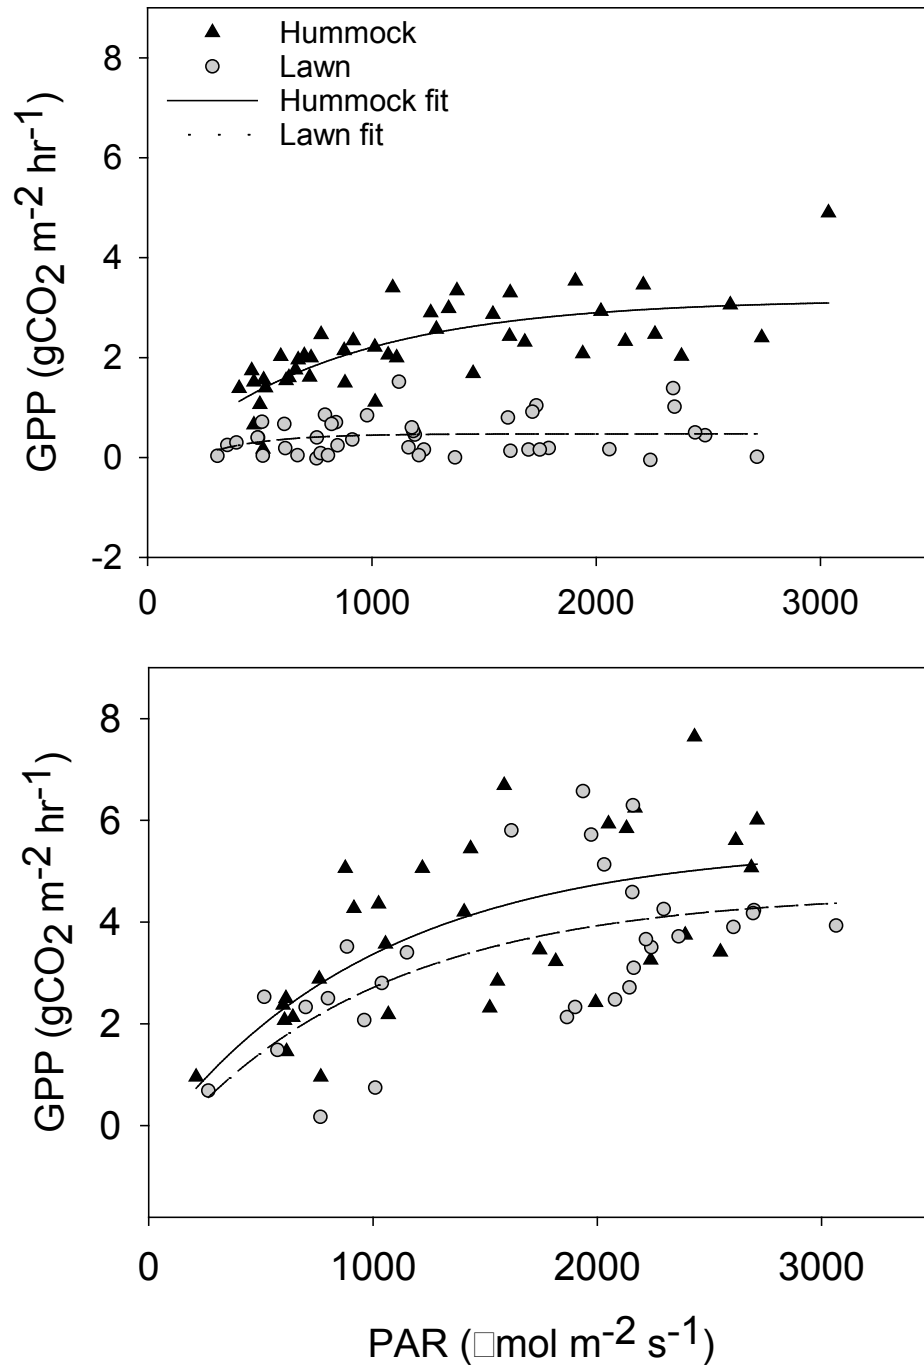 8
6
4
2
0
-2
GPP (gCO2 m-2 hr-1)
Hummock
Lawn
Hummock fit
Lawn fit
0 1000 2000 3000
8
6
4
2
0
GPP (gCO2 m-2 hr-1)
0 1000 2000 3000
PAR (□mol m-2 s-1)